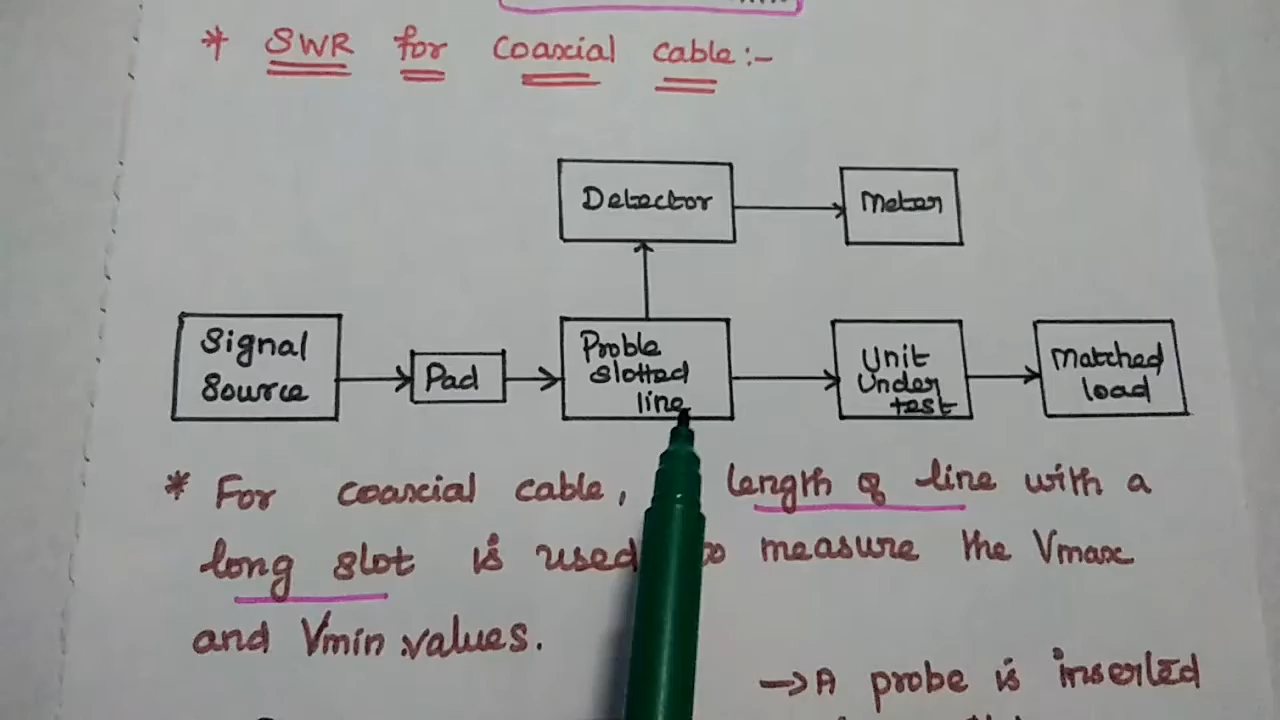 * SWR for coaxial cable:-
Detector
Meter
Signal
Source
Pad
Proble
slotted
line
Unit
Under
test
Matched
load
* For coaxial cable, length of line with a
long slot is used to measure the Vmax
and Vmin values.
→ A probe is inserted